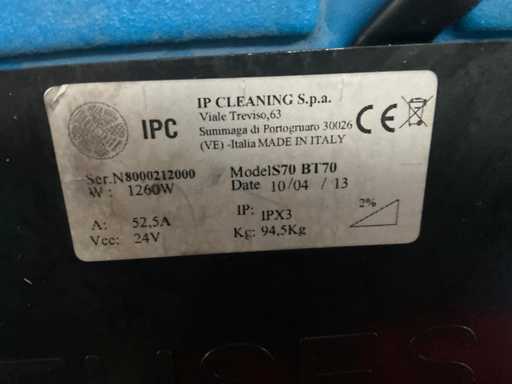 IP CLEANING S.p.a.
Viale Treviso,63
IPC
Summaga di Portogruaro 30026
(VE) -Italia MADE IN ITALY
CE
Ser.N8000212000
ModelS70 BT70
W: 1260W
Date 10/04 / 13
A: 52,5A
IP: IPX3
2%
Vcc: 24V
Kg: 94,5Kg
FUSES